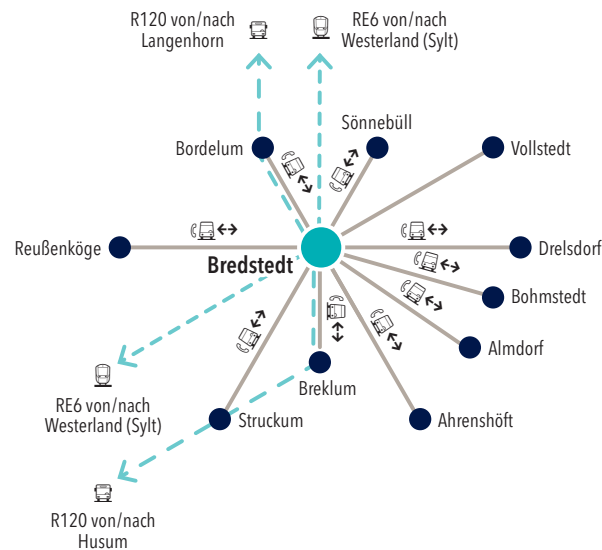 R120 von/nach
Langenhorn
RE6 von/nach
Westerland (Sylt)
Sönnebüll
Bordelum
Vollstedt
Reußenköge
Bredstedt
Drelsdorf
Bohmstedt
Almdorf
Breklum
RE6 von/nach
Westerland (Sylt)
Struckum
Ahrenshöft
R120 von/nach
Husum